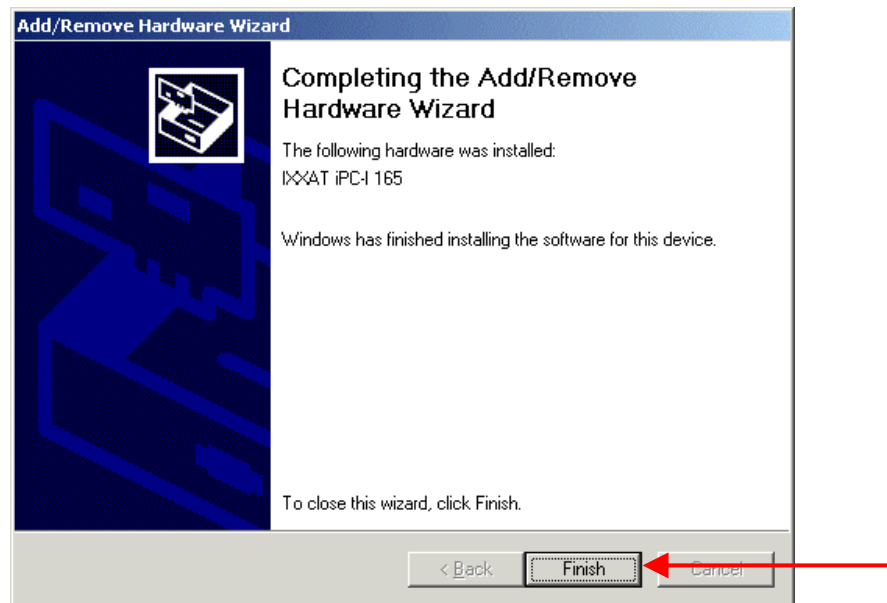 Add/Remove Hardware Wizard
Completing the Add/Remove
Hardware Wizard
The following hardware was installed:
IXXAT iPC-I 165
Windows has finished installing the software for this device.
To close this wizard, click Finish.
< Back
Finish
Cancel